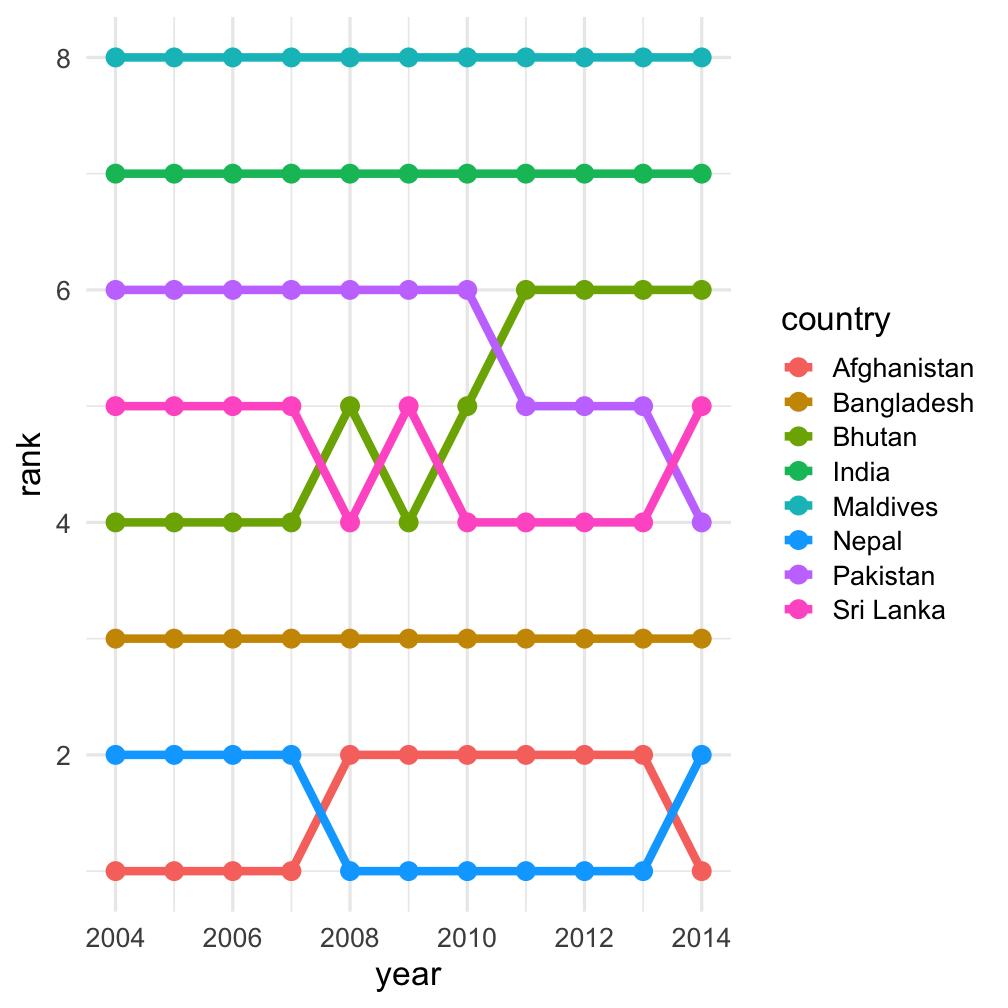 8
6
4
2
rank
2004 2006 2008 2010 2012 2014
year
country
Afghanistan
Bangladesh
Bhutan
India
Maldives
Nepal
Pakistan
Sri Lanka